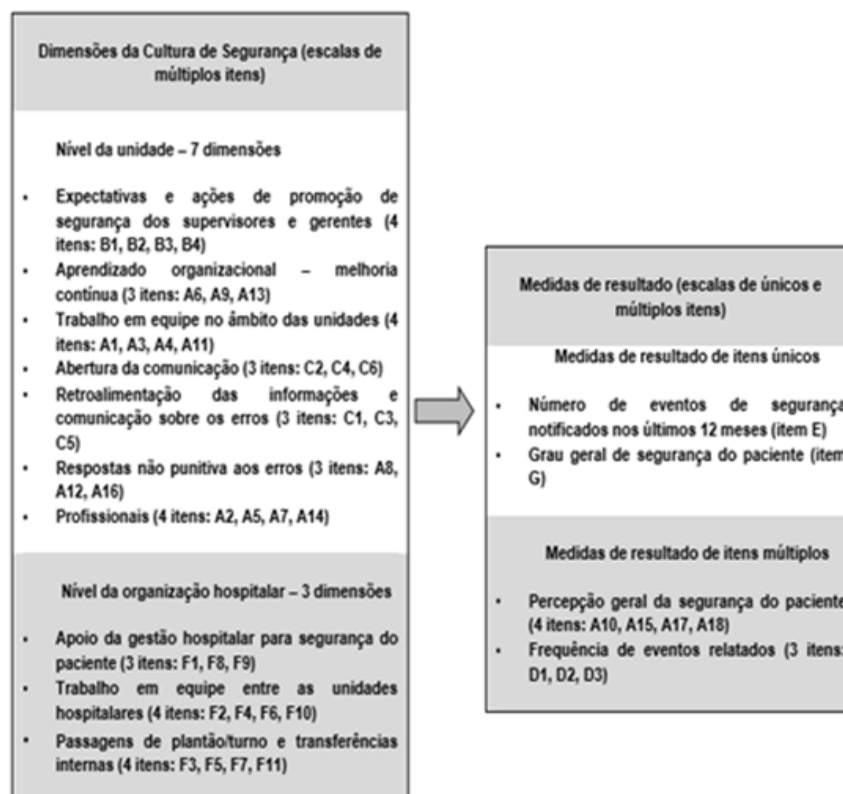 Dimensões da Cultura de Segurança (escalas de
múltiplos itens)
Nível da unidade – 7 dimensões
• Expectativas e ações de promoção de
segurança dos supervisores e gerentes (4
itens: B1, B2, B3, B4)
• Aprendizado organizacional – melhoria
contínua (3 itens: A6, A9, A13)
• Trabalho em equipe no âmbito das unidades (4
itens: A1, A3, A4, A11)
• Abertura da comunicação (3 itens: C2, C4, C6)
• Retroalimentação das informações e
comunicação sobre os erros (3 itens: C1, C3,
C5)
• Respostas não punitiva aos erros (3 itens: A8,
A12, A16)
• Profissionais (4 itens: A2, A5, A7, A14)
Nível da organização hospitalar – 3 dimensões
• Apoio da gestão hospitalar para segurança do
paciente (3 itens: F1, F8, F9)
• Trabalho em equipe entre as unidades
hospitalares (4 itens: F2, F4, F6, F10)
• Passagens de plantão/turno e transferências
internas (4 itens: F3, F5, F7, F11)
Medidas de resultado (escalas de únicos e
múltiplos itens)
Medidas de resultado de itens únicos
• Número de eventos de segurança
notificados nos últimos 12 meses (item E)
• Grau geral de segurança do paciente (item
G)
Medidas de resultado de itens múltiplos
• Percepção geral da segurança do paciente
(4 itens: A10, A15, A17, A18)
• Frequência de eventos relatados (3 itens:
D1, D2, D3)